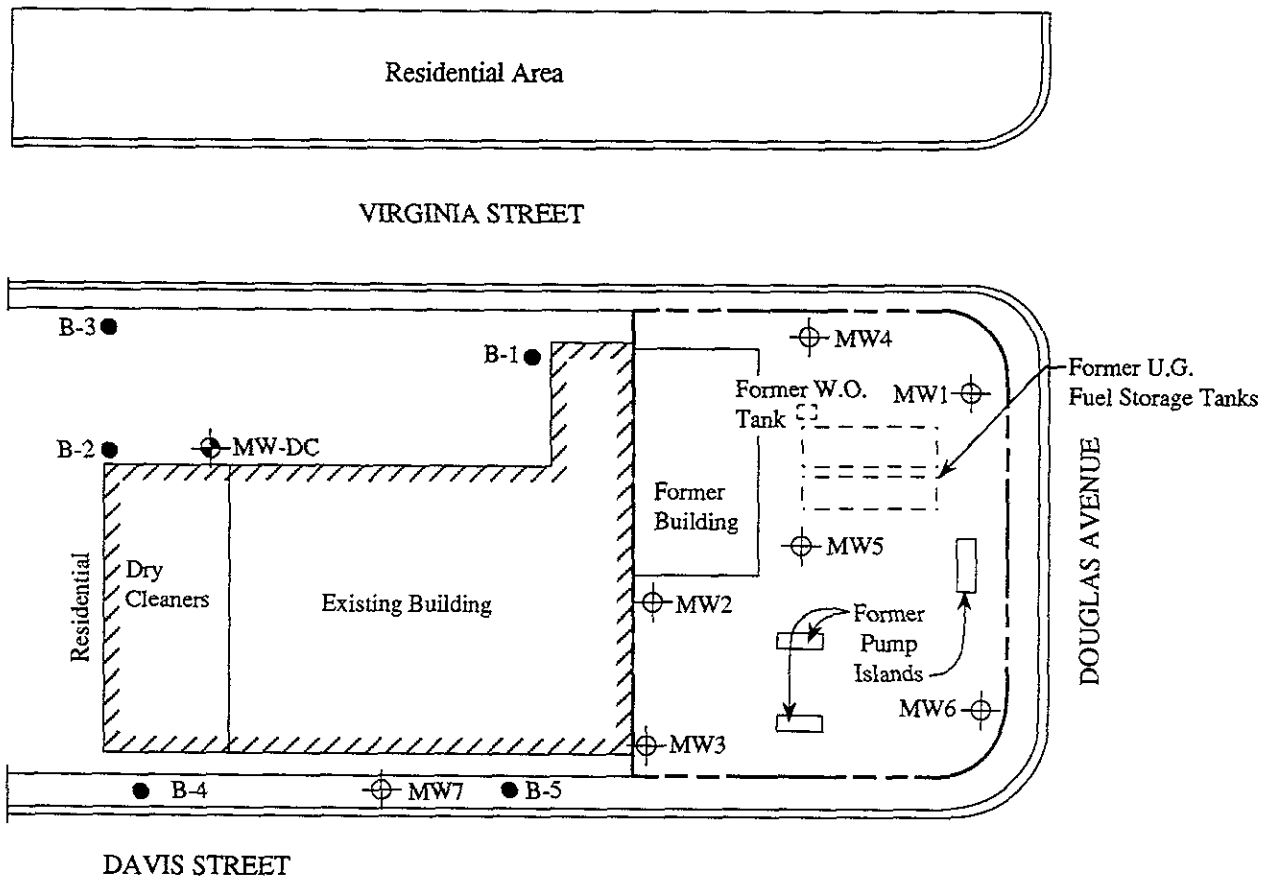 Residential Area
VIRGINIA STREET
B-3
B-1
MW4
Former U.G.
Fuel Storage Tanks
Former W.O.
Tank
MW1
B-2
MW-DC
Former
Building
DOUGLAS AVENUE
MW5
Residential
Dry
Cleaners
Existing Building
MW2
Former
Pump
Islands
MW6
MW3
B-4
MW7
B-5
DAVIS STREET